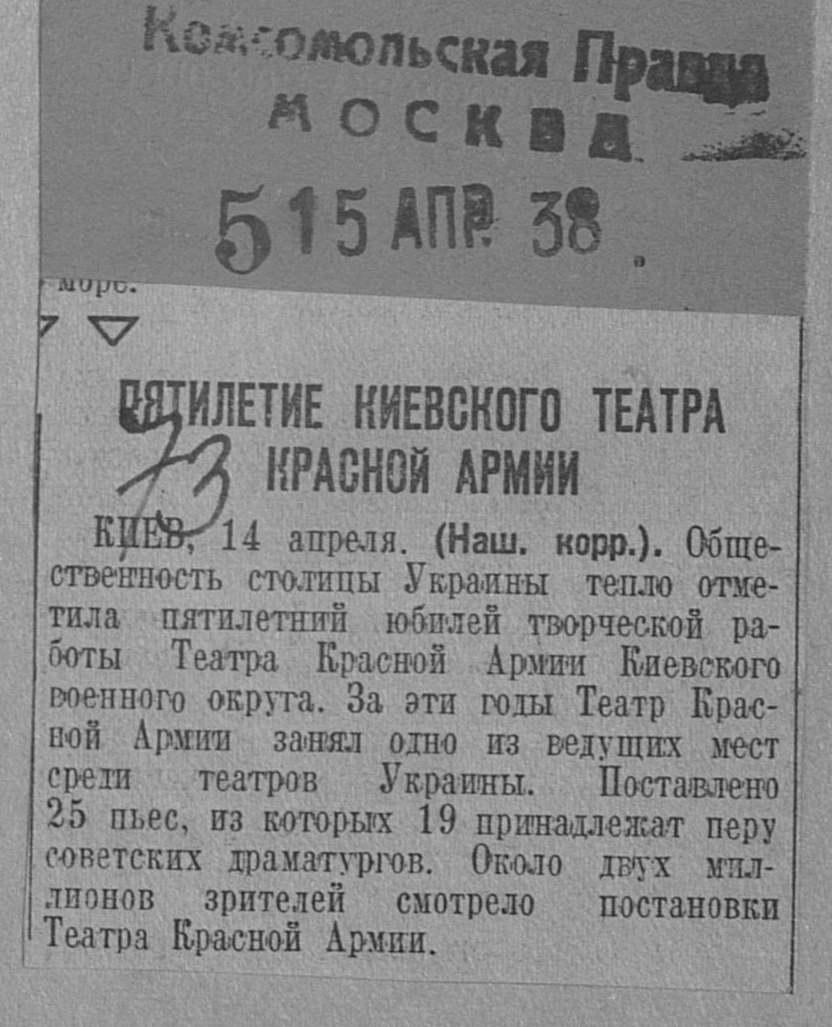 Комсомольская Правда
МОСКВА
5 15 АПР. 38
море.
ПЯТИЛЕТИЕ КИЕВСКОГО ТЕАТРА
КРАСНОЙ АРМИИ
73
КИЕВ, 14 апреля. (Наш. корр.). Обще-
ственность столицы Украины тепло отме-
тила пятилетний юбилей творческой ра-
боты Театра Красной Армии Киевского
военного округа. За эти годы Театр Крас-
ной Армии занял одно из ведущих мест
среди театров Украины. Поставлено
25 пьес, из которых 19 принадлежат перу
советских драматургов. Около двух мил-
лионов зрителей смотрело постановки
Театра Красной Армии.